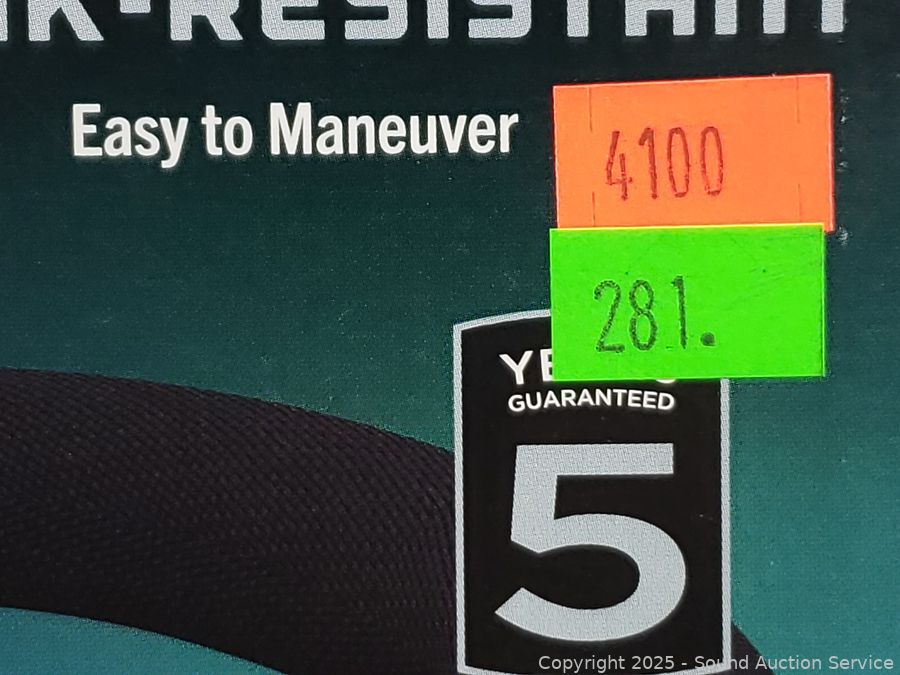 Easy to Maneuver
4100
281.
GUARANTEED
5
Copyright 2025 - Sound Auction Service